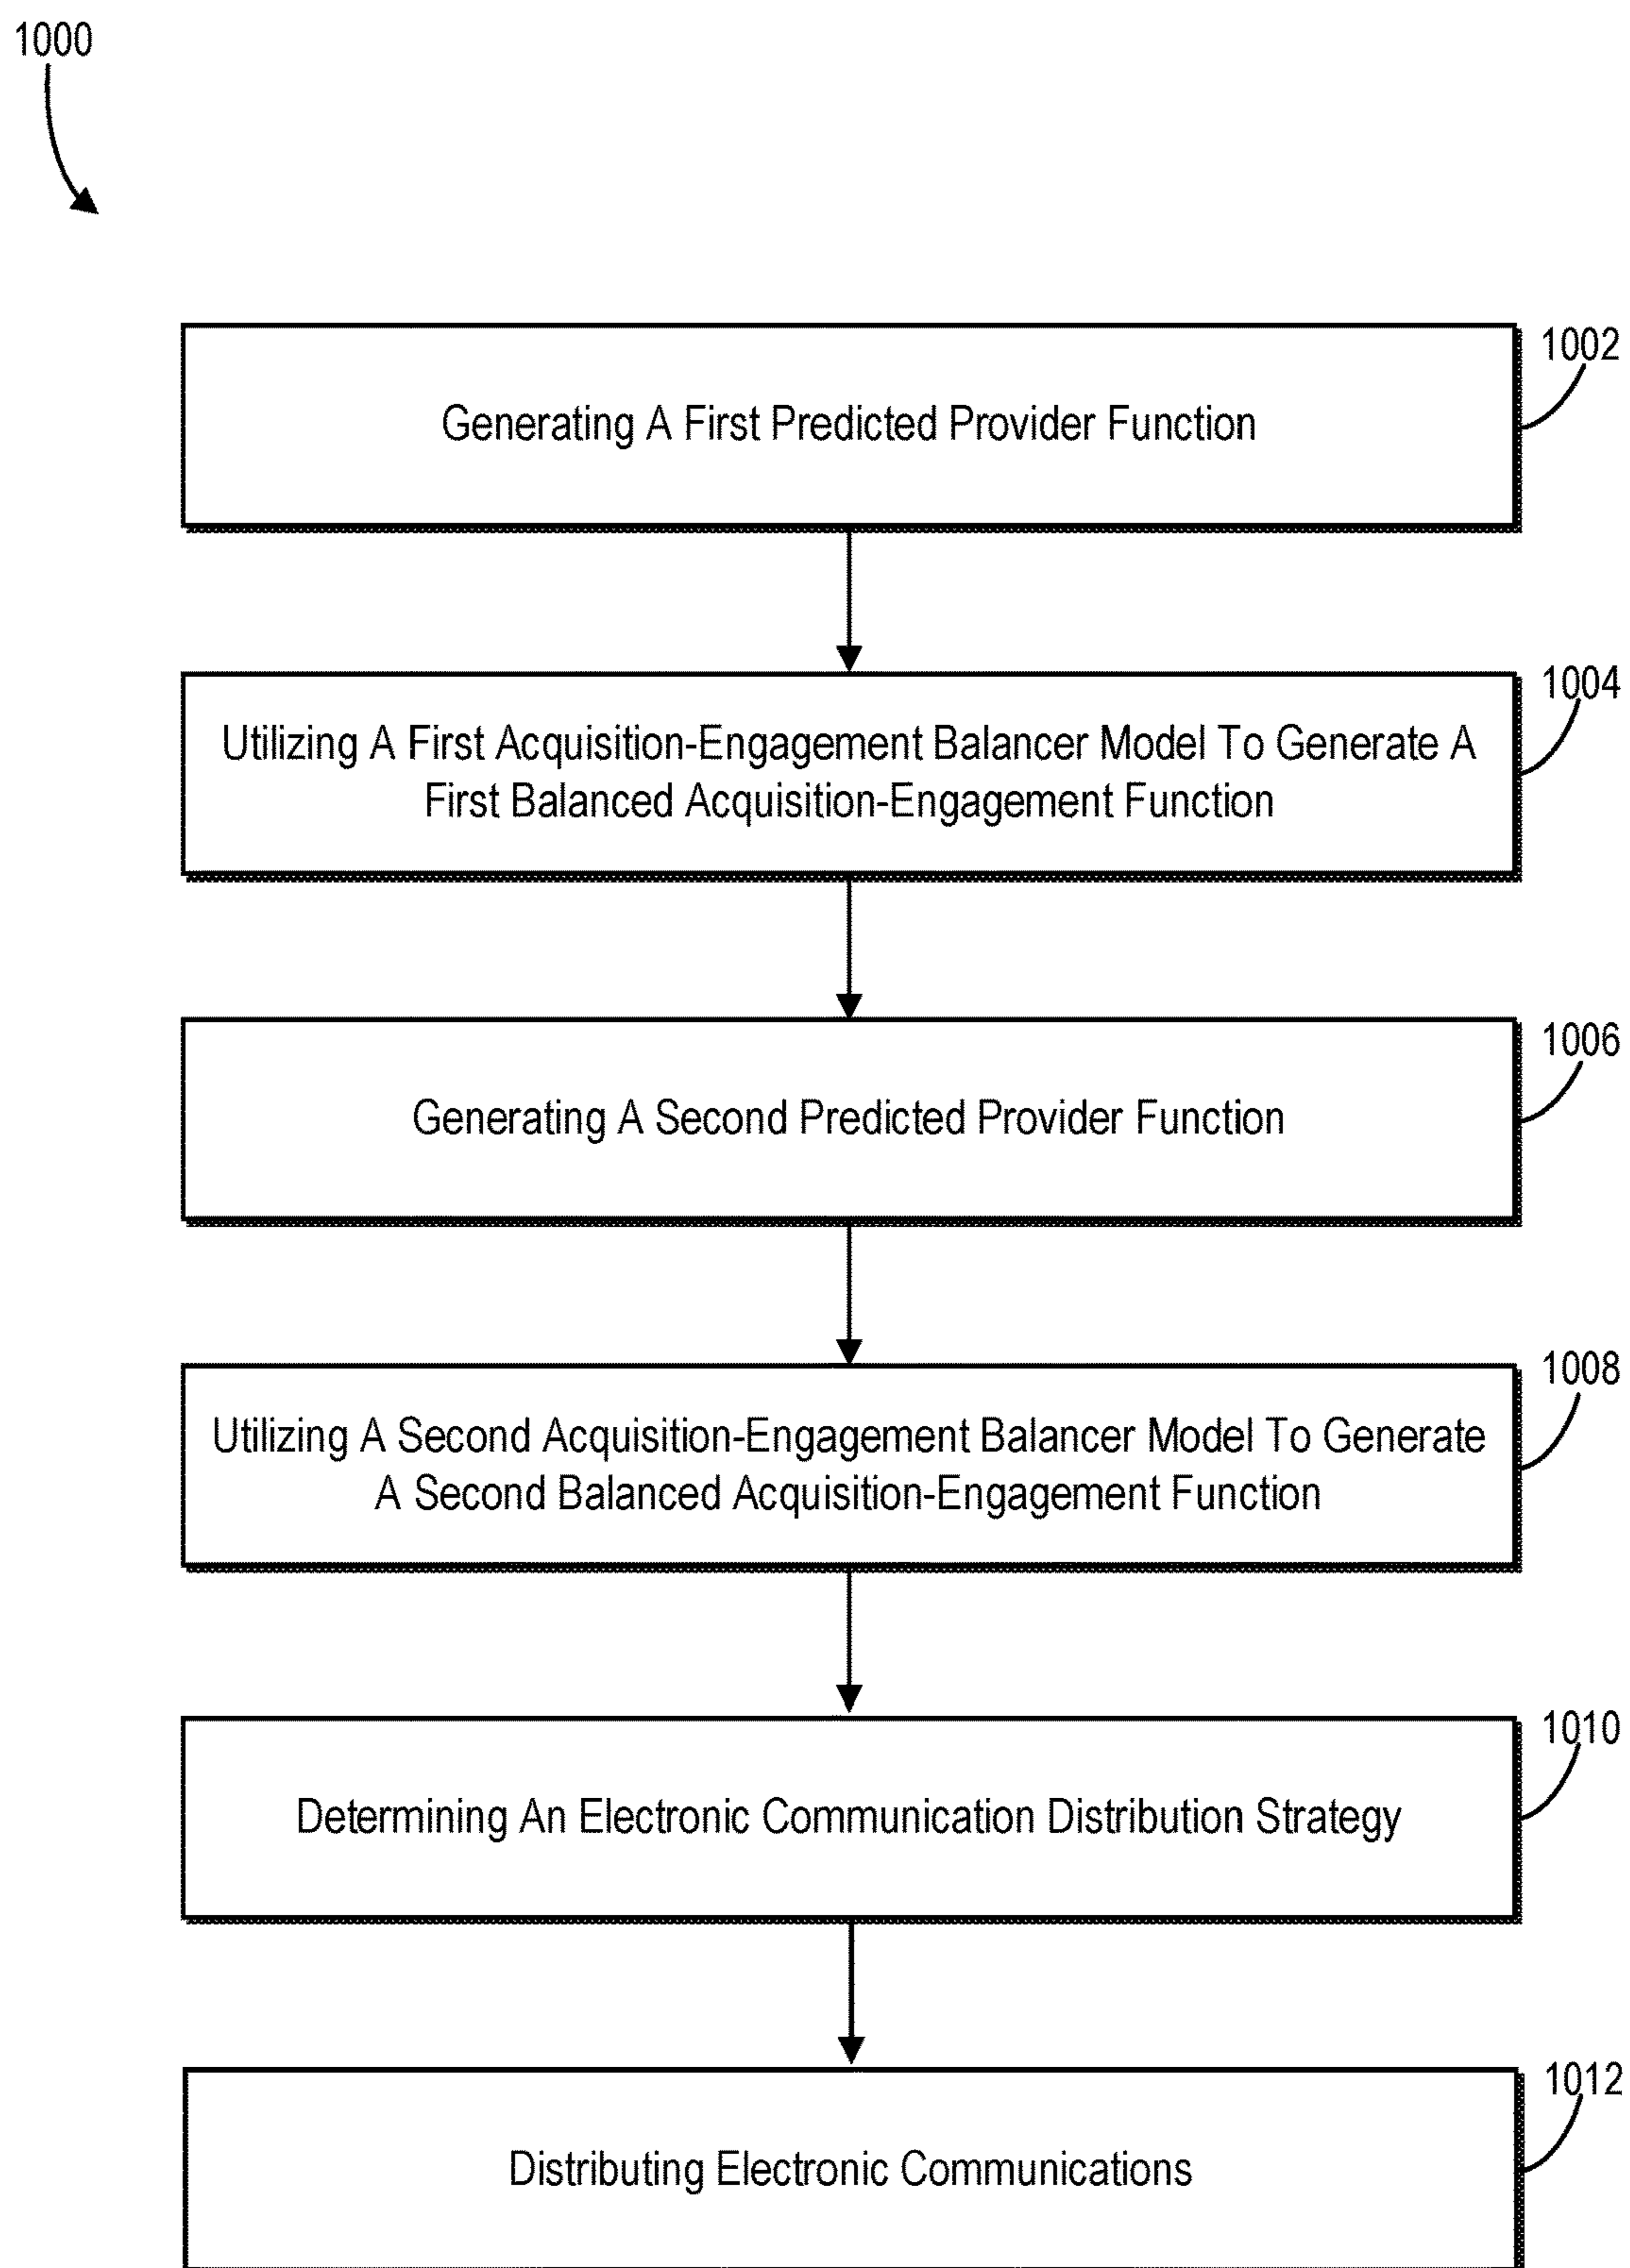 1000
1002
Generating A First Predicted Provider Function
1004
Utilizing A First Acquisition-Engagement Balancer Model To Generate A
First Balanced Acquisition-Engagement Function
1006
Generating A Second Predicted Provider Function
1008
Utilizing A Second Acquisition-Engagement Balancer Model To Generate
A Second Balanced Acquisition-Engagement Function
1010
Determining An Electronic Communication Distribution Strategy
1012
Distributing Electronic Communications